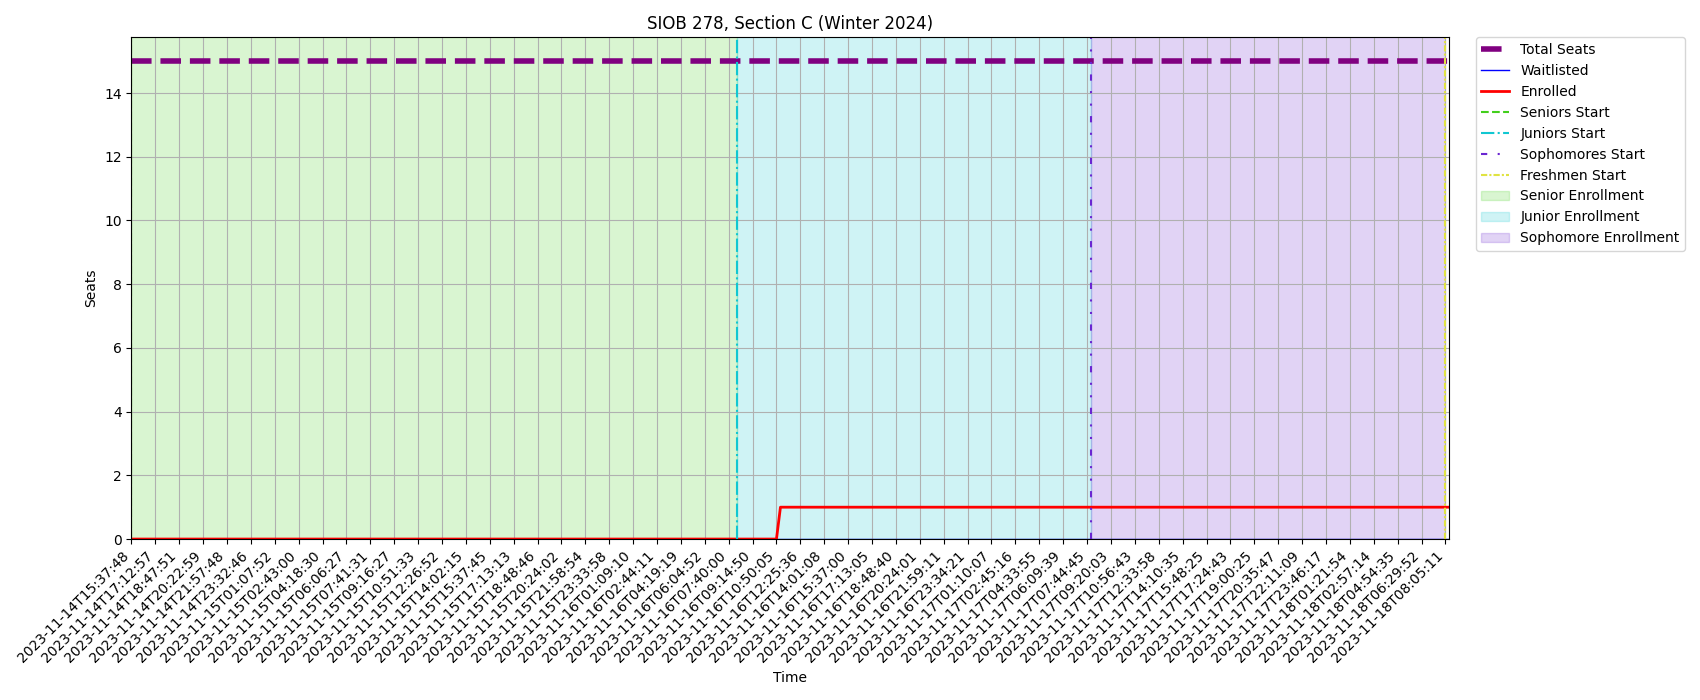 SIOB 278, Section C (Winter 2024)
Total Seats
Waitlisted
Enrolled
Seniors Start
Juniors Start
Sophomores Start
Freshmen Start
Senior Enrollment
Junior Enrollment
Sophomore Enrollment
Seats
14
12
10
8
6
4
2
0
2023-11-14T15:37:48
2023-11-14T17:12:57
2023-11-14T18:47:51
2023-11-14T20:22:59
2023-11-14T21:57:48
2023-11-14T23:32:46
2023-11-15T01:07:52
2023-11-15T02:43:00
2023-11-15T04:18:30
2023-11-15T06:06:27
2023-11-15T07:41:31
2023-11-15T09:16:27
2023-11-15T10:51:33
2023-11-15T12:26:52
2023-11-15T14:02:15
2023-11-15T15:37:45
2023-11-15T17:13:13
2023-11-15T18:48:46
2023-11-15T20:24:02
2023-11-15T21:58:54
2023-11-15T23:33:58
2023-11-16T01:09:10
2023-11-16T02:44:11
2023-11-16T04:19:19
2023-11-16T06:04:52
2023-11-16T07:40:00
2023-11-16T09:14:50
2023-11-16T10:50:05
2023-11-16T12:25:36
2023-11-16T14:01:08
2023-11-16T15:37:00
2023-11-16T17:13:05
2023-11-16T18:48:40
2023-11-16T20:24:01
2023-11-16T21:59:11
2023-11-16T23:34:21
2023-11-17T01:10:07
2023-11-17T02:45:16
2023-11-17T04:33:55
2023-11-17T06:09:39
2023-11-17T07:44:45
2023-11-17T09:20:03
2023-11-17T10:56:43
2023-11-17T12:33:58
2023-11-17T14:10:35
2023-11-17T15:48:25
2023-11-17T17:24:43
2023-11-17T19:00:25
2023-11-17T20:35:47
2023-11-17T22:11:09
2023-11-17T23:46:17
2023-11-18T01:21:54
2023-11-18T02:57:14
2023-11-18T04:54:35
2023-11-18T06:29:52
2023-11-18T08:05:11
Time